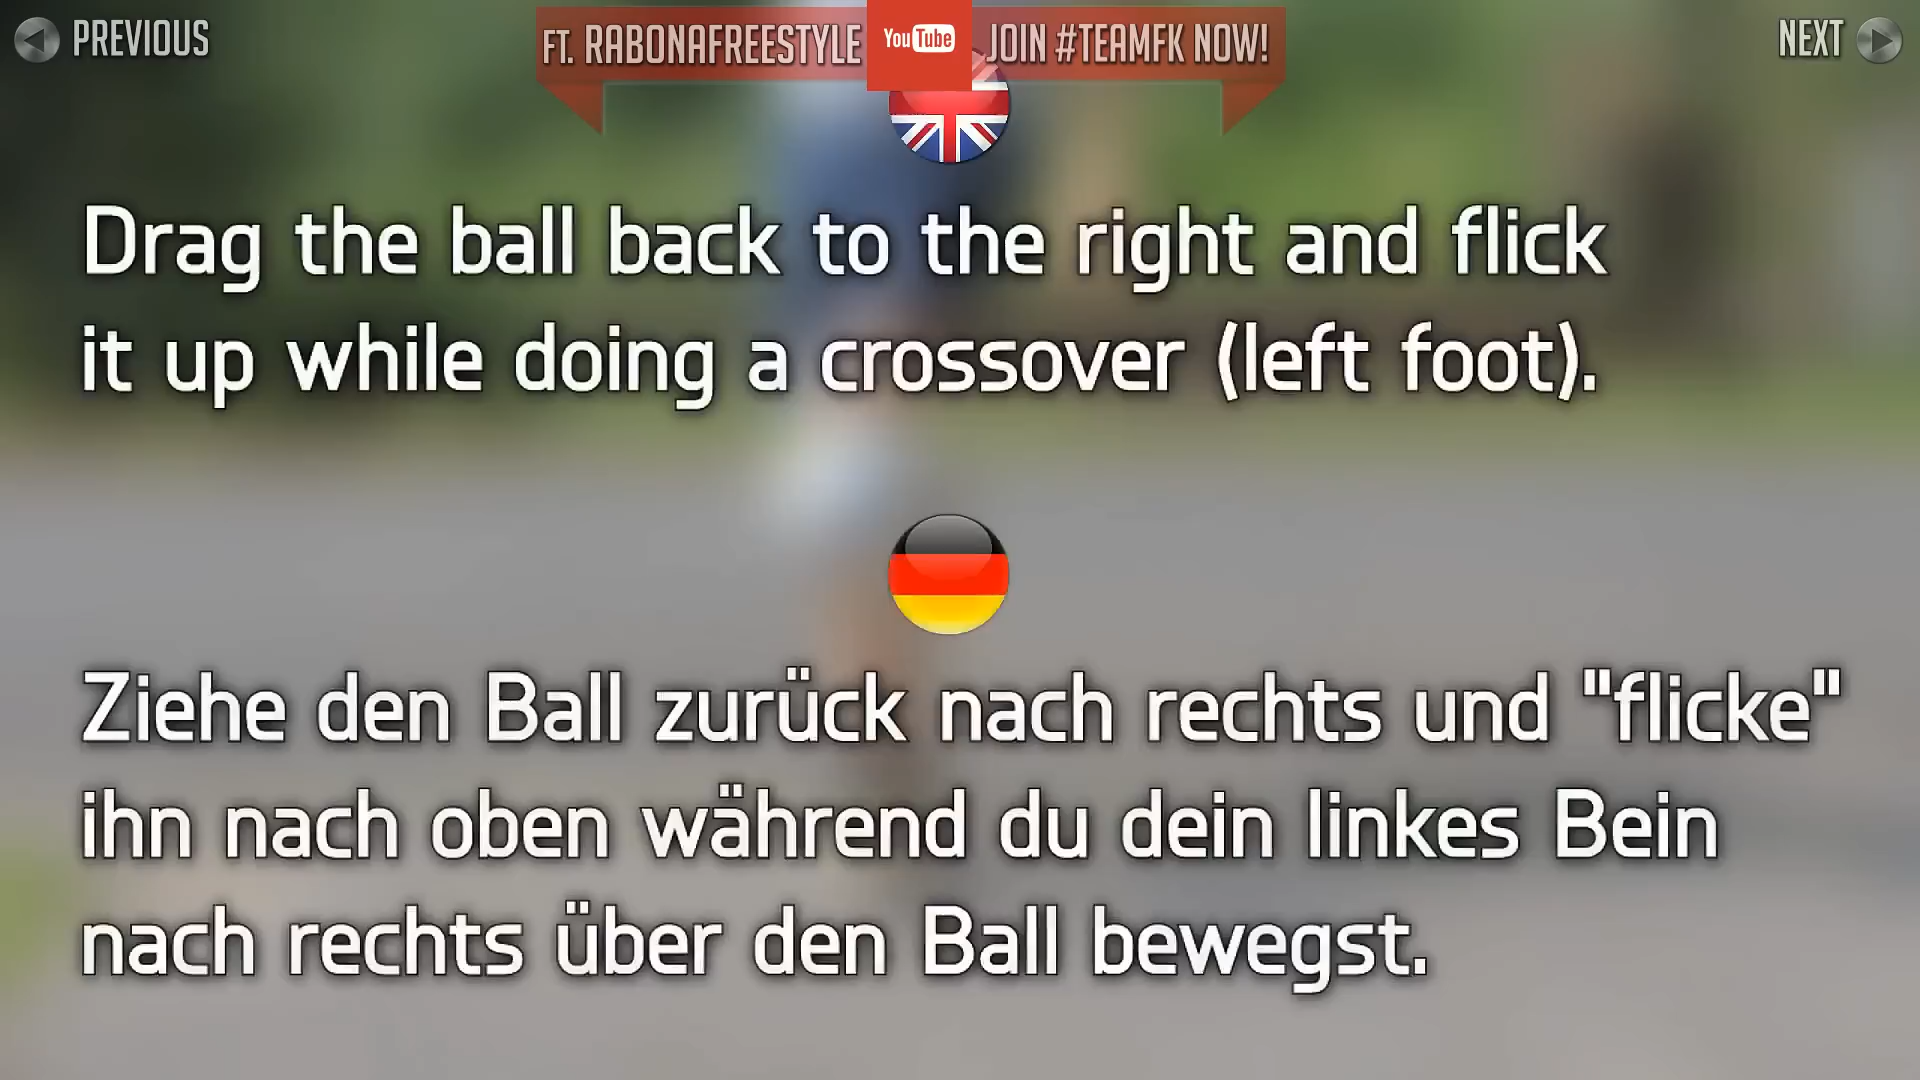 PREVIOUS
FT. RABONAFREESTYLE YouTube JOIN #TEAMFK NOW!
NEXT
Drag the ball back to the right and flick
it up while doing a crossover (left foot).
Ziehe den Ball zurück nach rechts und "flicke"
ihn nach oben während du dein linkes Bein
nach rechts über den Ball bewegst.